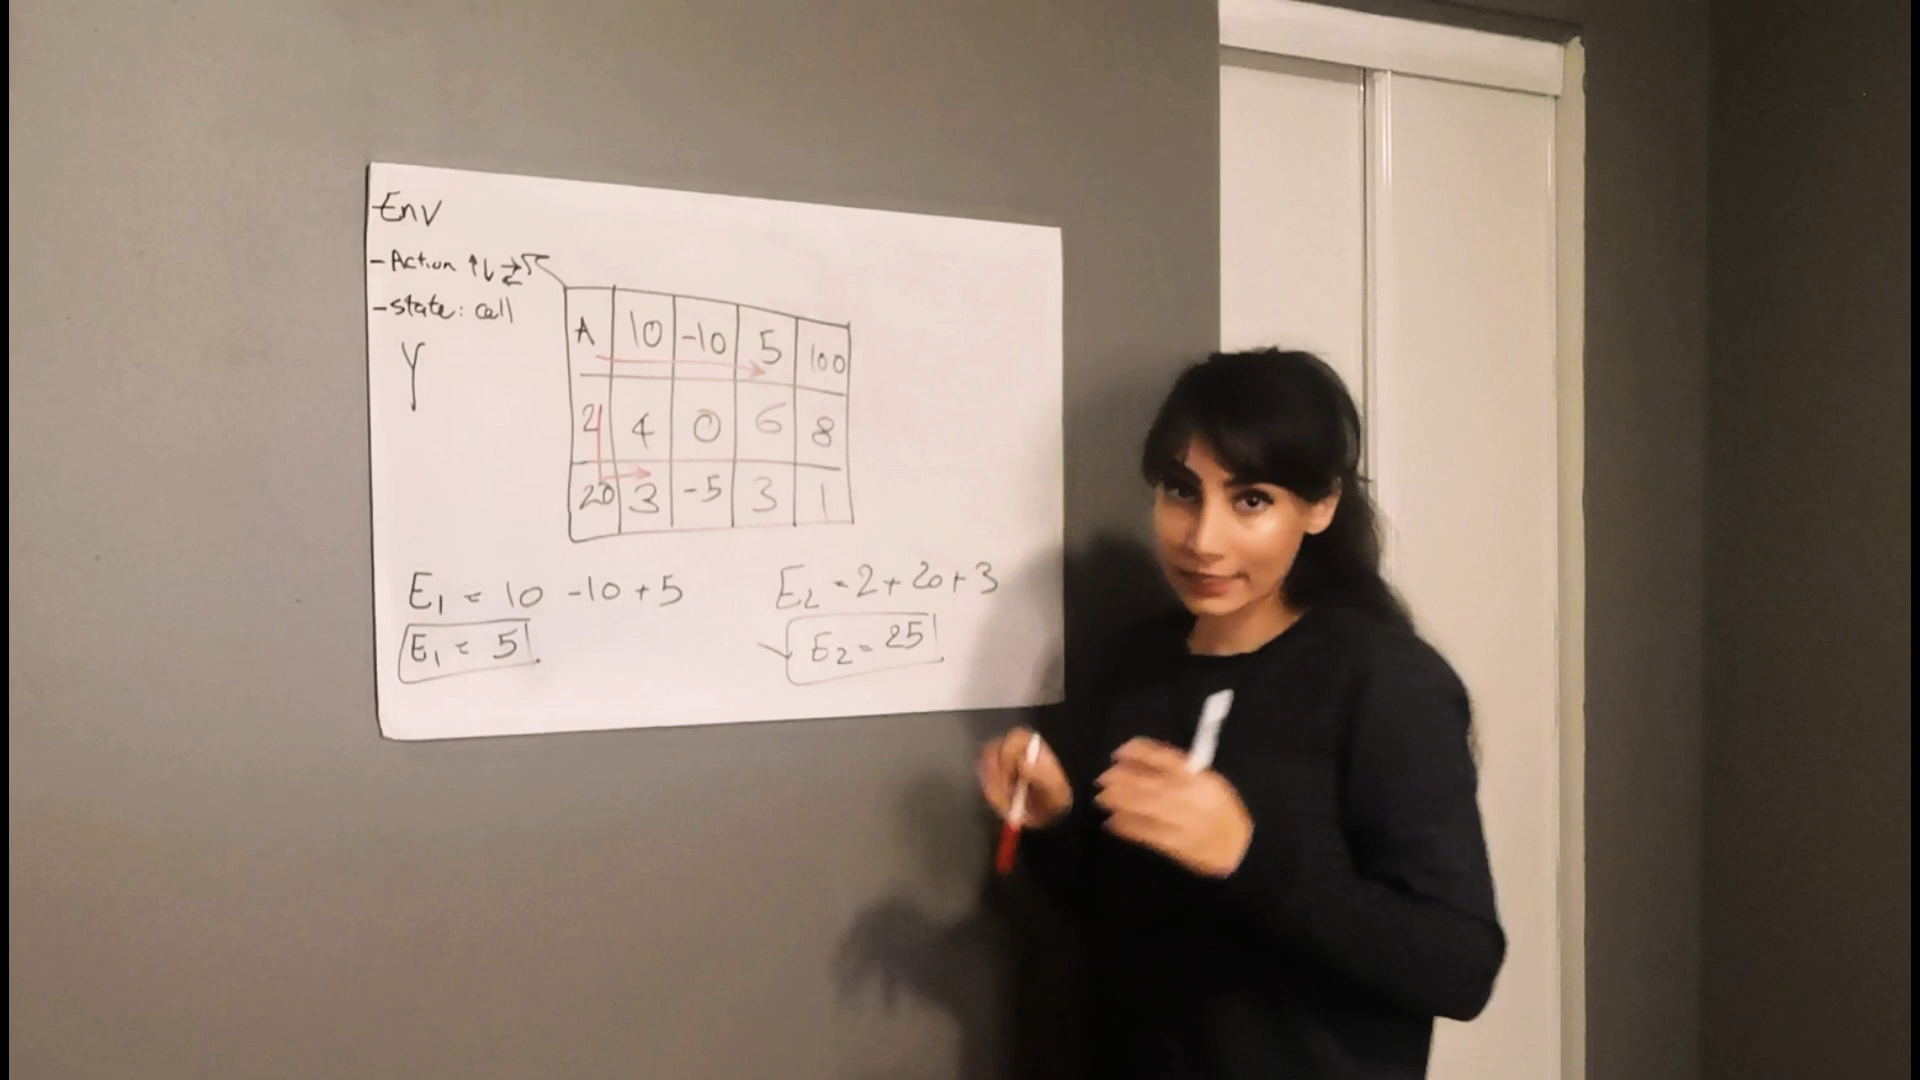 Env
- Action ↑↓→←
- state: cell
γ
A 10 -10 5 100
2 4 0 6 8
20 3 -5 3 1
E₁ = 10 -10 +5
E₁ = 5
E₂ = 2 + 20 + 3
E₂ = 25